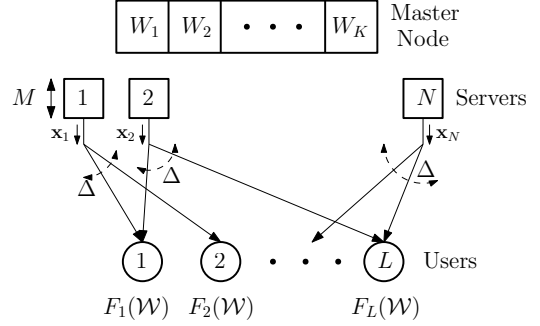 W_1 W_2 • • • W_K Master Node
M 1 2 N Servers
x_1 x_2 x_N
Δ Δ Δ
1 2 • • • L Users
F_1(𝒲) F_2(𝒲) F_L(𝒲)